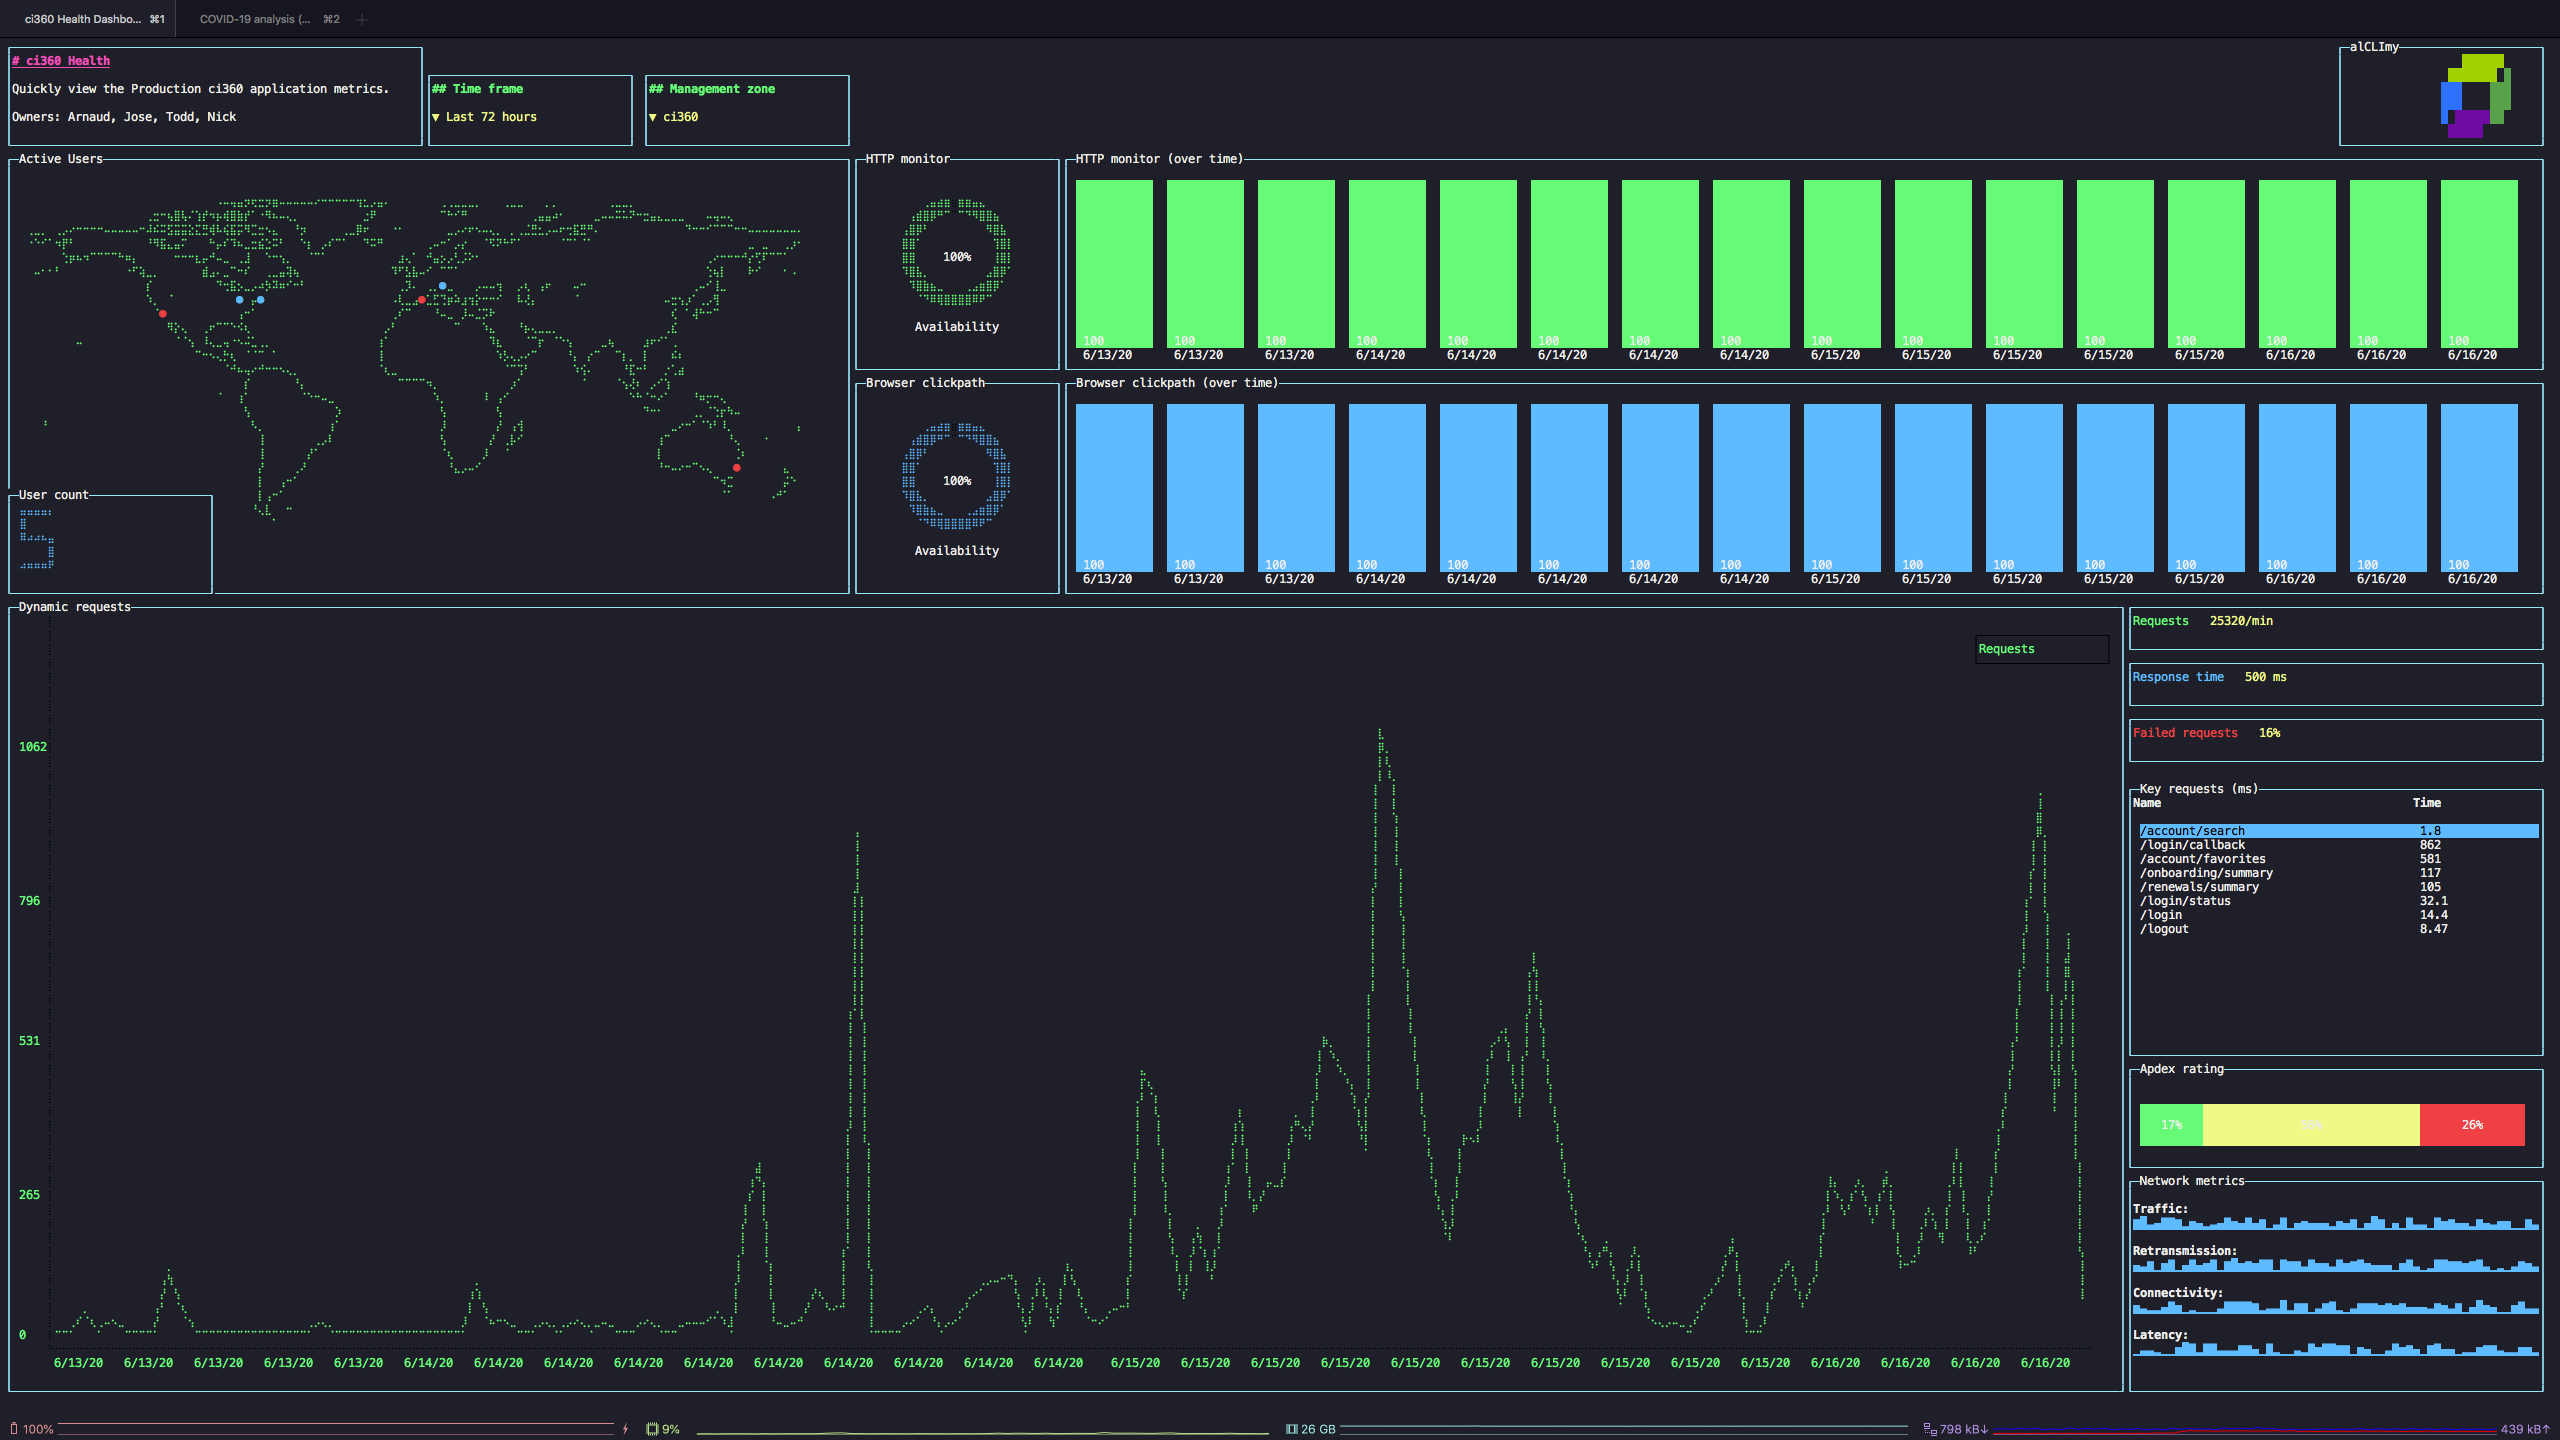 ci360 Health Dashbo... ⌘1
COVID-19 analysis (... ⌘2 +
# ci360 Health
Quickly view the Production ci360 application metrics.
Owners: Arnaud, Jose, Todd, Nick
## Time frame
▼ Last 72 hours
## Management zone
▼ ci360
alCLImy
Active Users
User count
5
HTTP monitor
100%
Availability
HTTP monitor (over time)
100 100 100 100 100 100 100 100 100 100 100 100 100 100 100 100
6/13/20 6/13/20 6/13/20 6/14/20 6/14/20 6/14/20 6/14/20 6/14/20 6/15/20 6/15/20 6/15/20 6/15/20 6/15/20 6/16/20 6/16/20 6/16/20
Browser clickpath
100%
Availability
Browser clickpath (over time)
100 100 100 100 100 100 100 100 100 100 100 100 100 100 100 100
6/13/20 6/13/20 6/13/20 6/14/20 6/14/20 6/14/20 6/14/20 6/14/20 6/15/20 6/15/20 6/15/20 6/15/20 6/15/20 6/16/20 6/16/20 6/16/20
Dynamic requests
Requests
1062
796
531
265
0
6/13/20 6/13/20 6/13/20 6/13/20 6/13/20 6/14/20 6/14/20 6/14/20 6/14/20 6/14/20 6/14/20 6/14/20 6/14/20 6/14/20 6/14/20 6/15/20 6/15/20 6/15/20 6/15/20 6/15/20 6/15/20 6/15/20 6/15/20 6/15/20 6/15/20 6/16/20 6/16/20 6/16/20 6/16/20
Requests 25320/min
Response time 500 ms
Failed requests 16%
Key requests (ms)
Name Time
/account/search 1.8
/login/callback 862
/account/favorites 581
/onboarding/summary 117
/renewals/summary 105
/login/status 32.1
/login 14.4
/logout 8.47
Apdex rating
17% 26%
Network metrics
Traffic:
Retransmission:
Connectivity:
Latency:
100% 9% 26 GB 798 kB↓ 439 kB↑